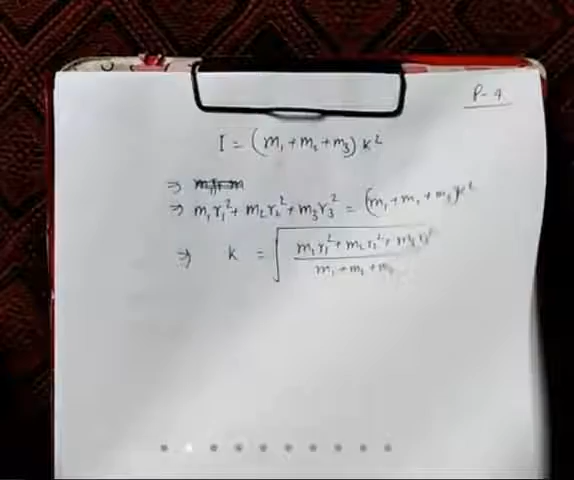 P-4
I = (m₁ + m₂ + m₃) k²
⇒
⇒ m₁r₁² + m₂r₂² + m₃r₃² = (m₁ + m₂ + m₃)k²
⇒ k = √((m₁r₁² + m₂r₂² + m₃r₃²) / (m₁ + m₂ + m₃))